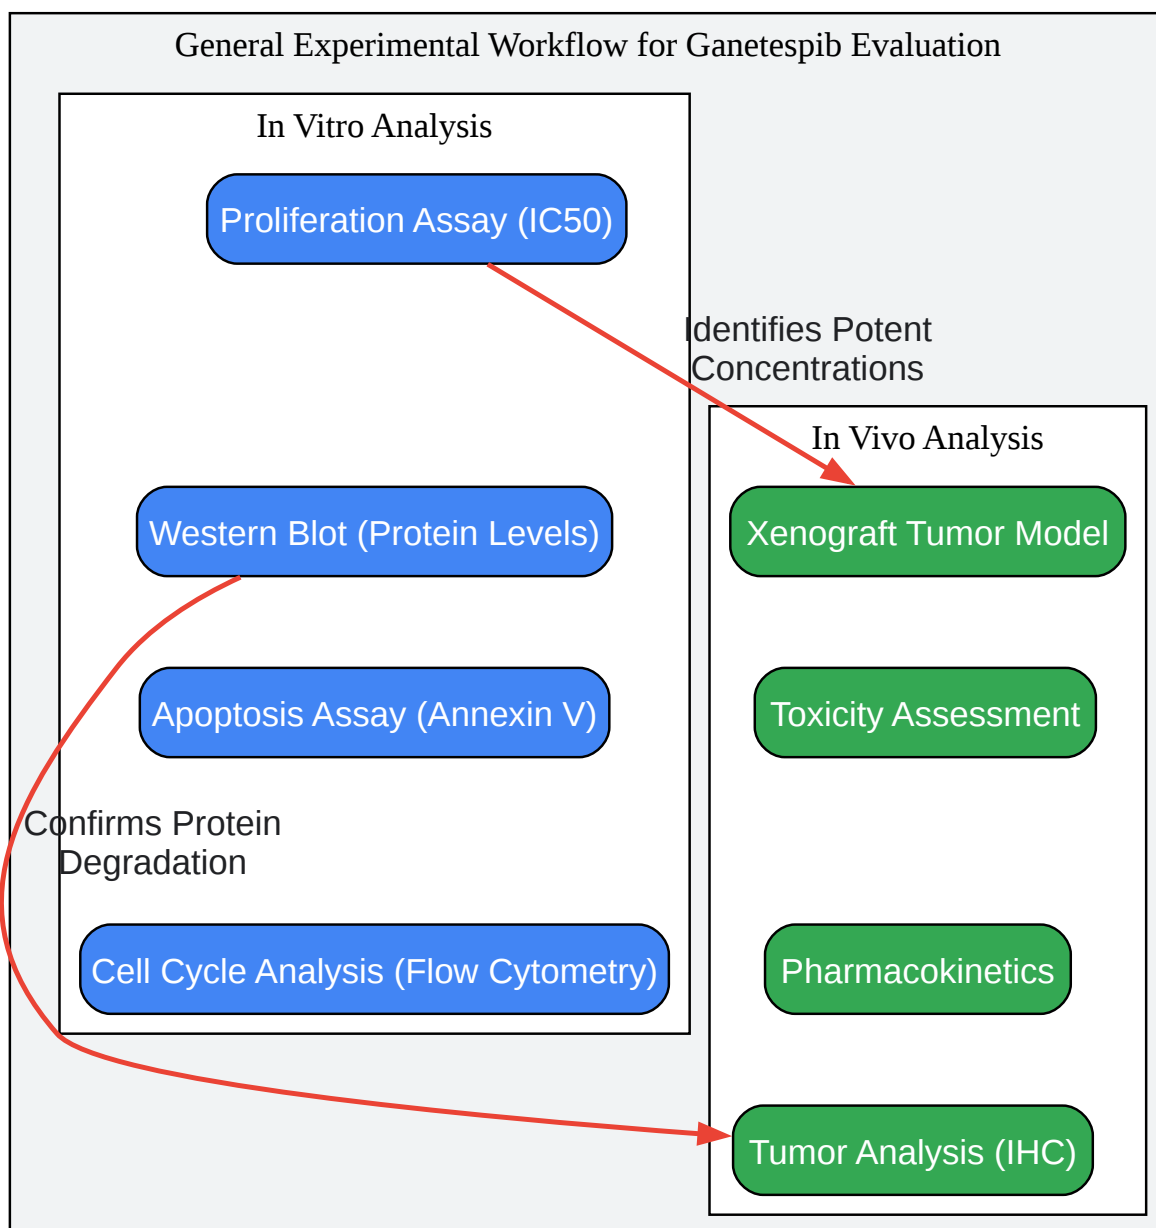 General Experimental Workflow for Ganetespib Evaluation
In Vitro Analysis
Proliferation Assay (IC50)
Identifies Potent
Concentrations
In Vivo Analysis
Western Blot (Protein Levels)
Xenograft Tumor Model
Apoptosis Assay (Annexin V)
Toxicity Assessment
Confirms Protein
Degradation
Cell Cycle Analysis (Flow Cytometry)
Pharmacokinetics
Tumor Analysis (IHC)